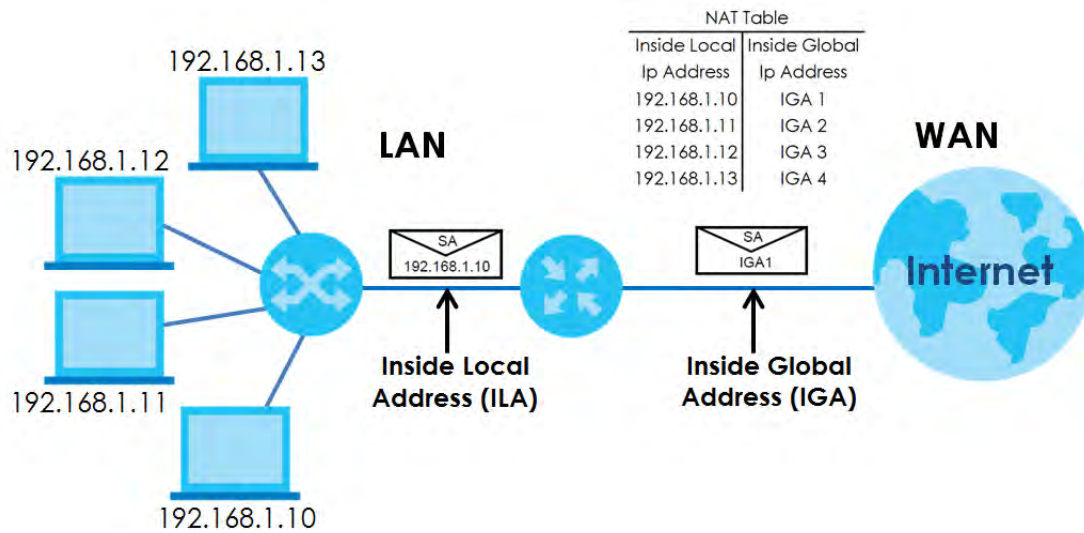 192.168.1.13
192.168.1.12
192.168.1.11
192.168.1.10
LAN
SA
192.168.1.10
Inside Local
Address (ILA)
NAT Table
Inside Local Inside Global
Ip Address Ip Address
192.168.1.10 IGA 1
192.168.1.11 IGA 2
192.168.1.12 IGA 3
192.168.1.13 IGA 4
SA
IGA1
Inside Global
Address (IGA)
WAN
Internet